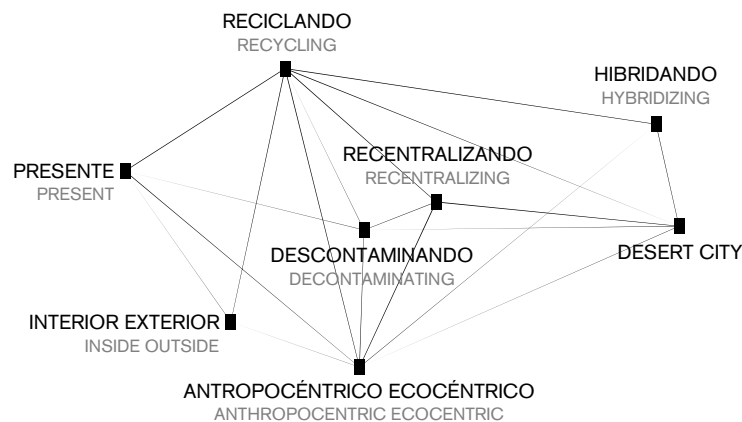 RECICLANDO
RECYCLING
HIBRIDANDO
HYBRIDIZING
RECENTRALIZANDO
RECENTRALIZING
PRESENTE
PRESENT
DESCONTAMINANDO
DECONTAMINATING
DESERT CITY
INTERIOR EXTERIOR
INSIDE OUTSIDE
ANTROPOCÉNTRICO ECOCÉNTRICO
ANTHROPOCENTRIC ECOCENTRIC